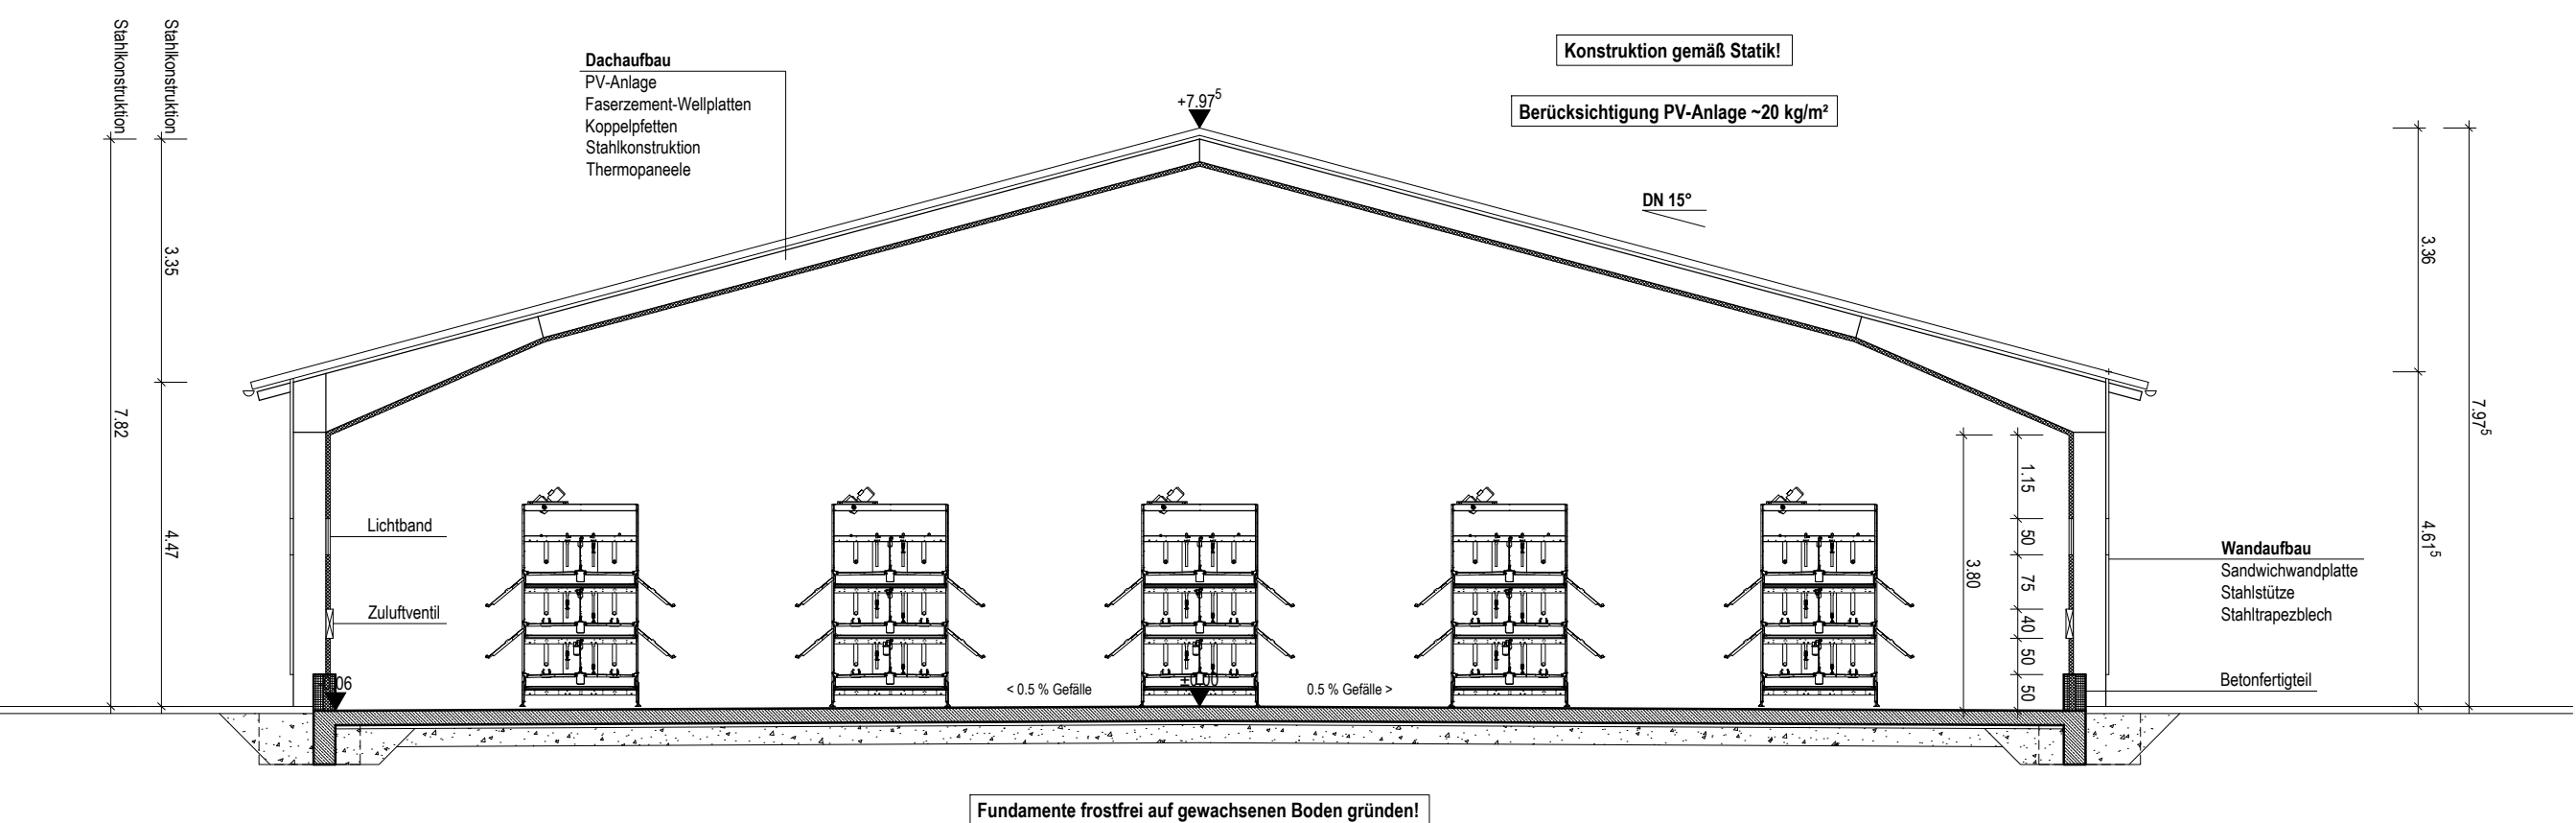 Stahlkonstruktion
Stahlkonstruktion
7.82
3.35
4.47
Dachaufbau
PV-Anlage
Faserzement-Wellplatten
Koppelpfetten
Stahlkonstruktion
Thermopaneele
+7.97⁵
Konstruktion gemäß Statik!
Berücksichtigung PV-Anlage ~20 kg/m²
DN 15°
3.36
4.61⁵
7.97⁵
Lichtband
Zuluftventil
3.80
1.15
50
75
40
50
50
Wandaufbau
Sandwichwandplatte
Stahlstütze
Stahltrapezblech
Betonfertigteil
< 0.5 % Gefälle
±0.00
0.5 % Gefälle >
Fundamente frostfrei auf gewachsenen Boden gründen!